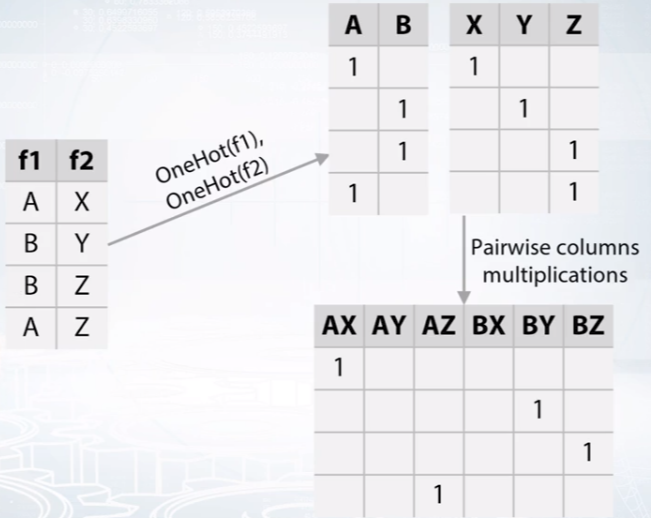 A B
1
1
1
1
X Y Z
1
1
1
1
f1 f2
A X
B Y
B Z
A Z
OneHot(f1),
OneHot(f2)
Pairwise columns
multiplications
AX AY AZ BX BY BZ
1
1
1
1